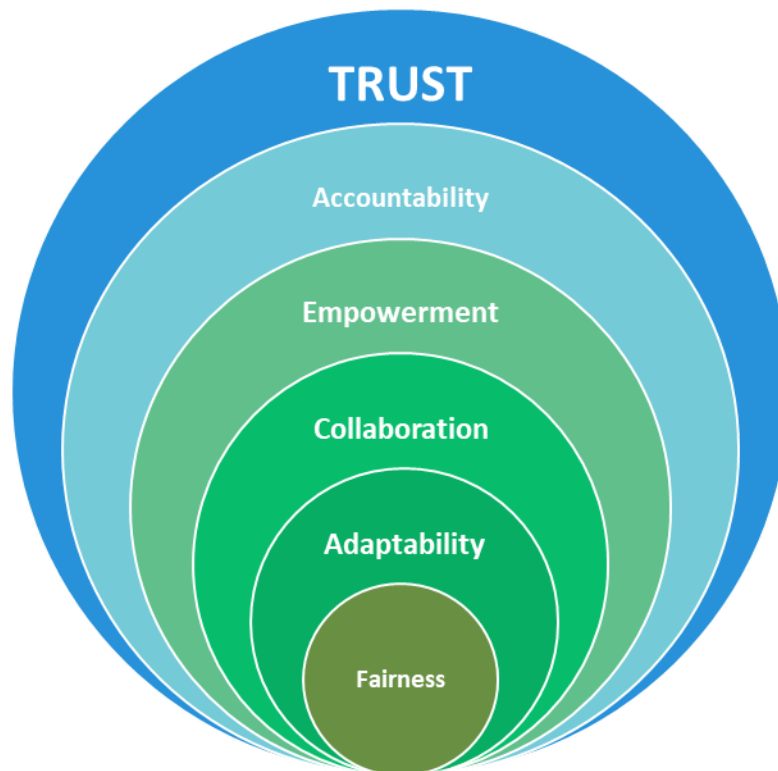 TRUST
Accountability
Empowerment
Collaboration
Adaptability
Fairness